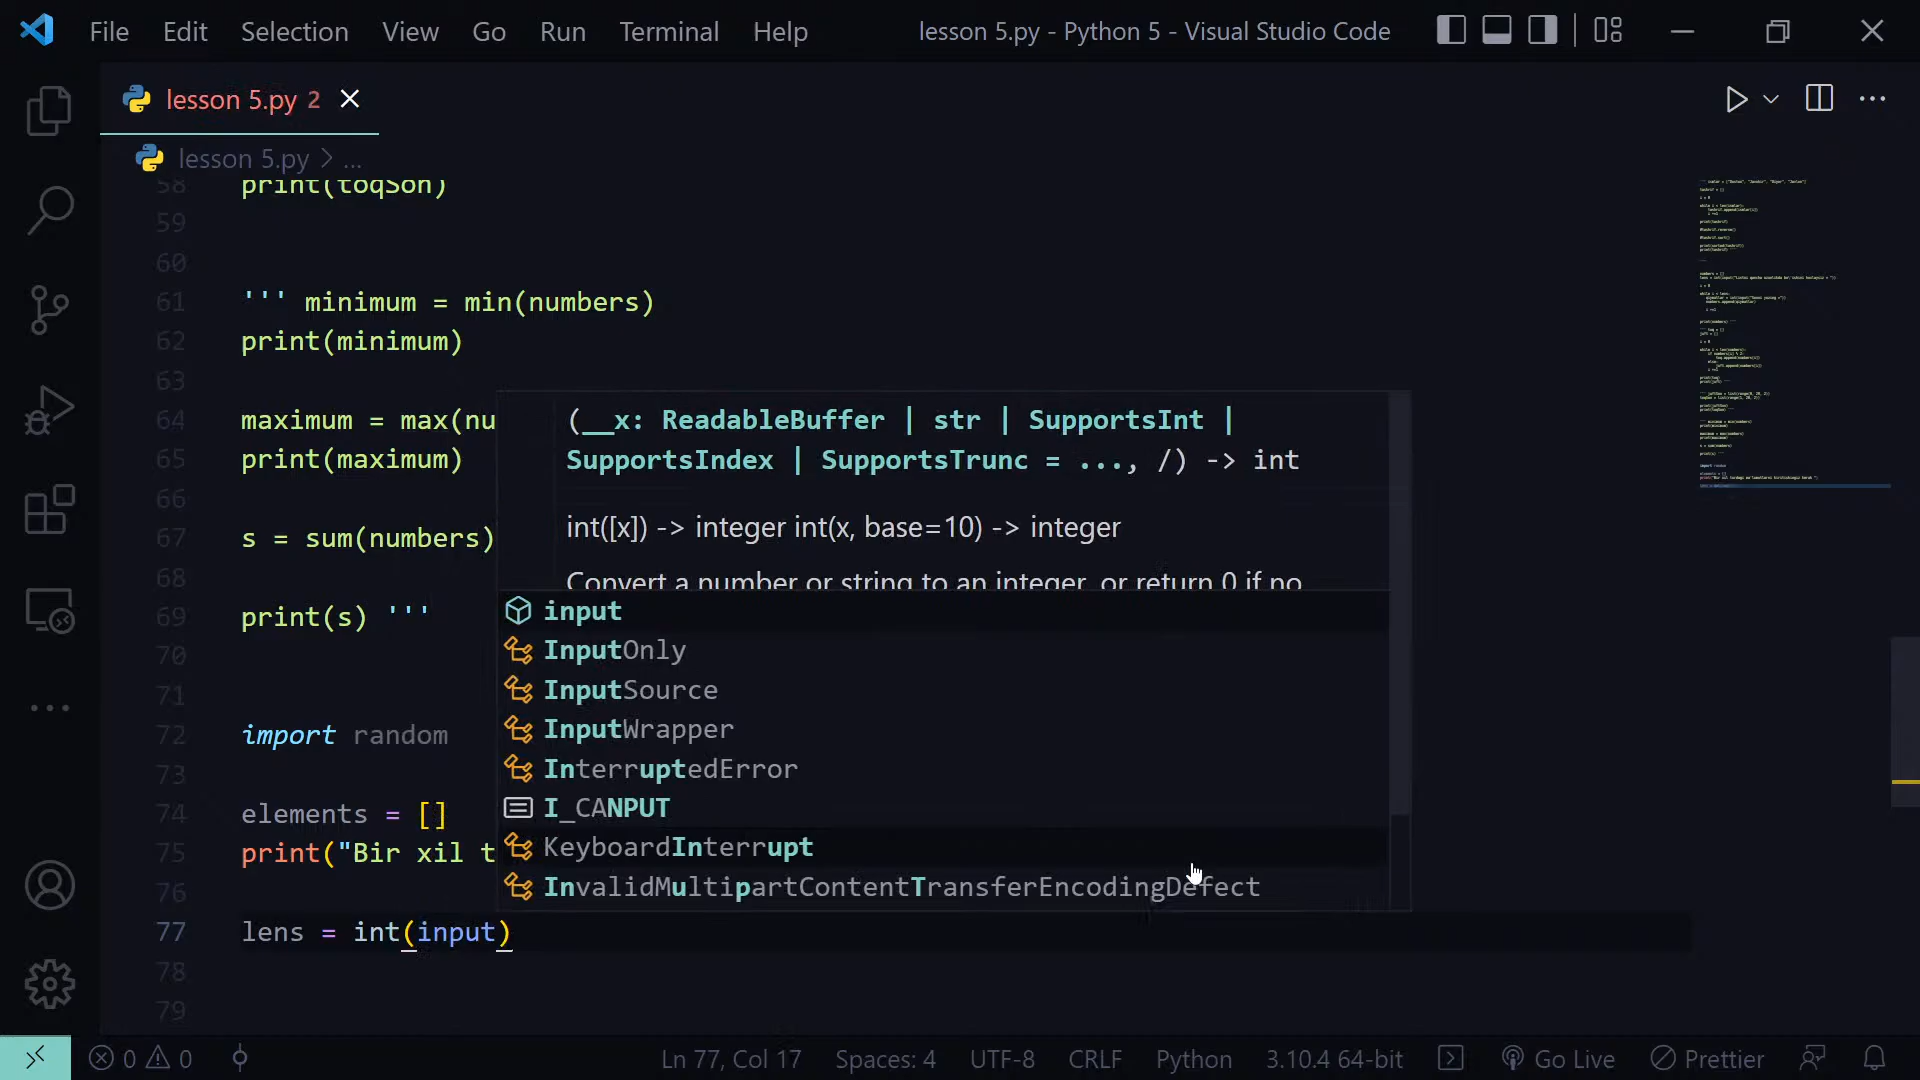 File Edit Selection View Go Run Terminal Help lesson 5.py - Python 5 - Visual Studio Code
lesson 5.py 2
lesson 5.py > ...
58 print(toqSon)
59
60
61 ''' minimum = min(numbers)
62 print(minimum)
63
64 maximum = max(nu
65 print(maximum)
66
67 s = sum(numbers)
68
69 print(s) '''
70
71
72 import random
73
74 elements = []
75 print("Bir xil t
76
77 lens = int(input)
78
79
(__x: ReadableBuffer | str | SupportsInt |
SupportsIndex | SupportsTrunc = ..., /) -> int
int([x]) -> integer int(x, base=10) -> integer
Convert a number or string to an integer, or return 0 if no
input
InputOnly
InputSource
InputWrapper
InterruptedError
I_CANPUT
KeyboardInterrupt
InvalidMultipartContentTransferEncodingDefect
0 0 Ln 77, Col 17 Spaces: 4 UTF-8 CRLF Python 3.10.4 64-bit Go Live Prettier